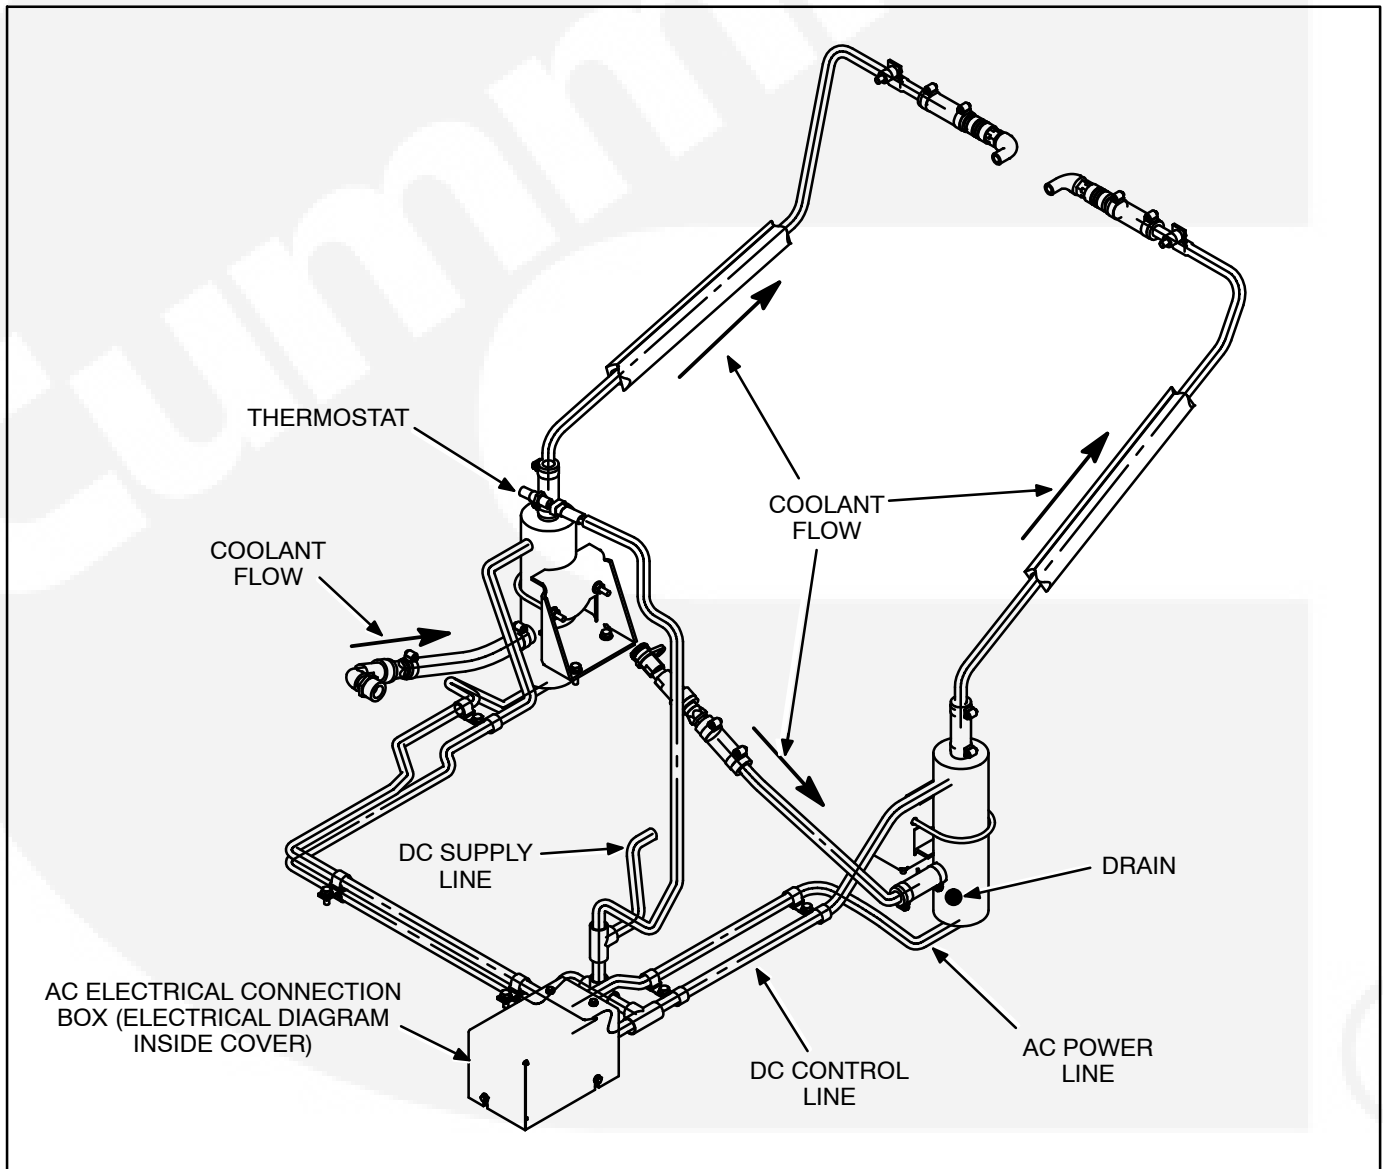 THERMOSTAT
COOLANT
FLOW
COOLANT
FLOW
DC SUPPLY
LINE
DRAIN
AC ELECTRICAL CONNECTION
BOX (ELECTRICAL DIAGRAM
INSIDE COVER)
DC CONTROL
LINE
AC POWER
LINE